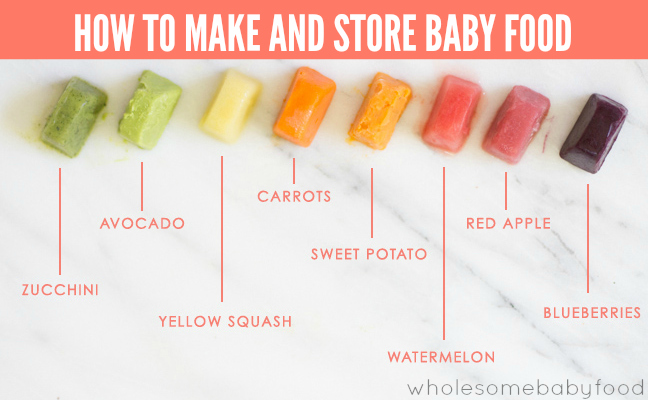 HOW TO MAKE AND STORE BABY FOOD
CARROTS
AVOCADO
RED APPLE
SWEET POTATO
ZUCCHINI
BLUEBERRIES
YELLOW SQUASH
WATERMELON
wholesomebabyfood